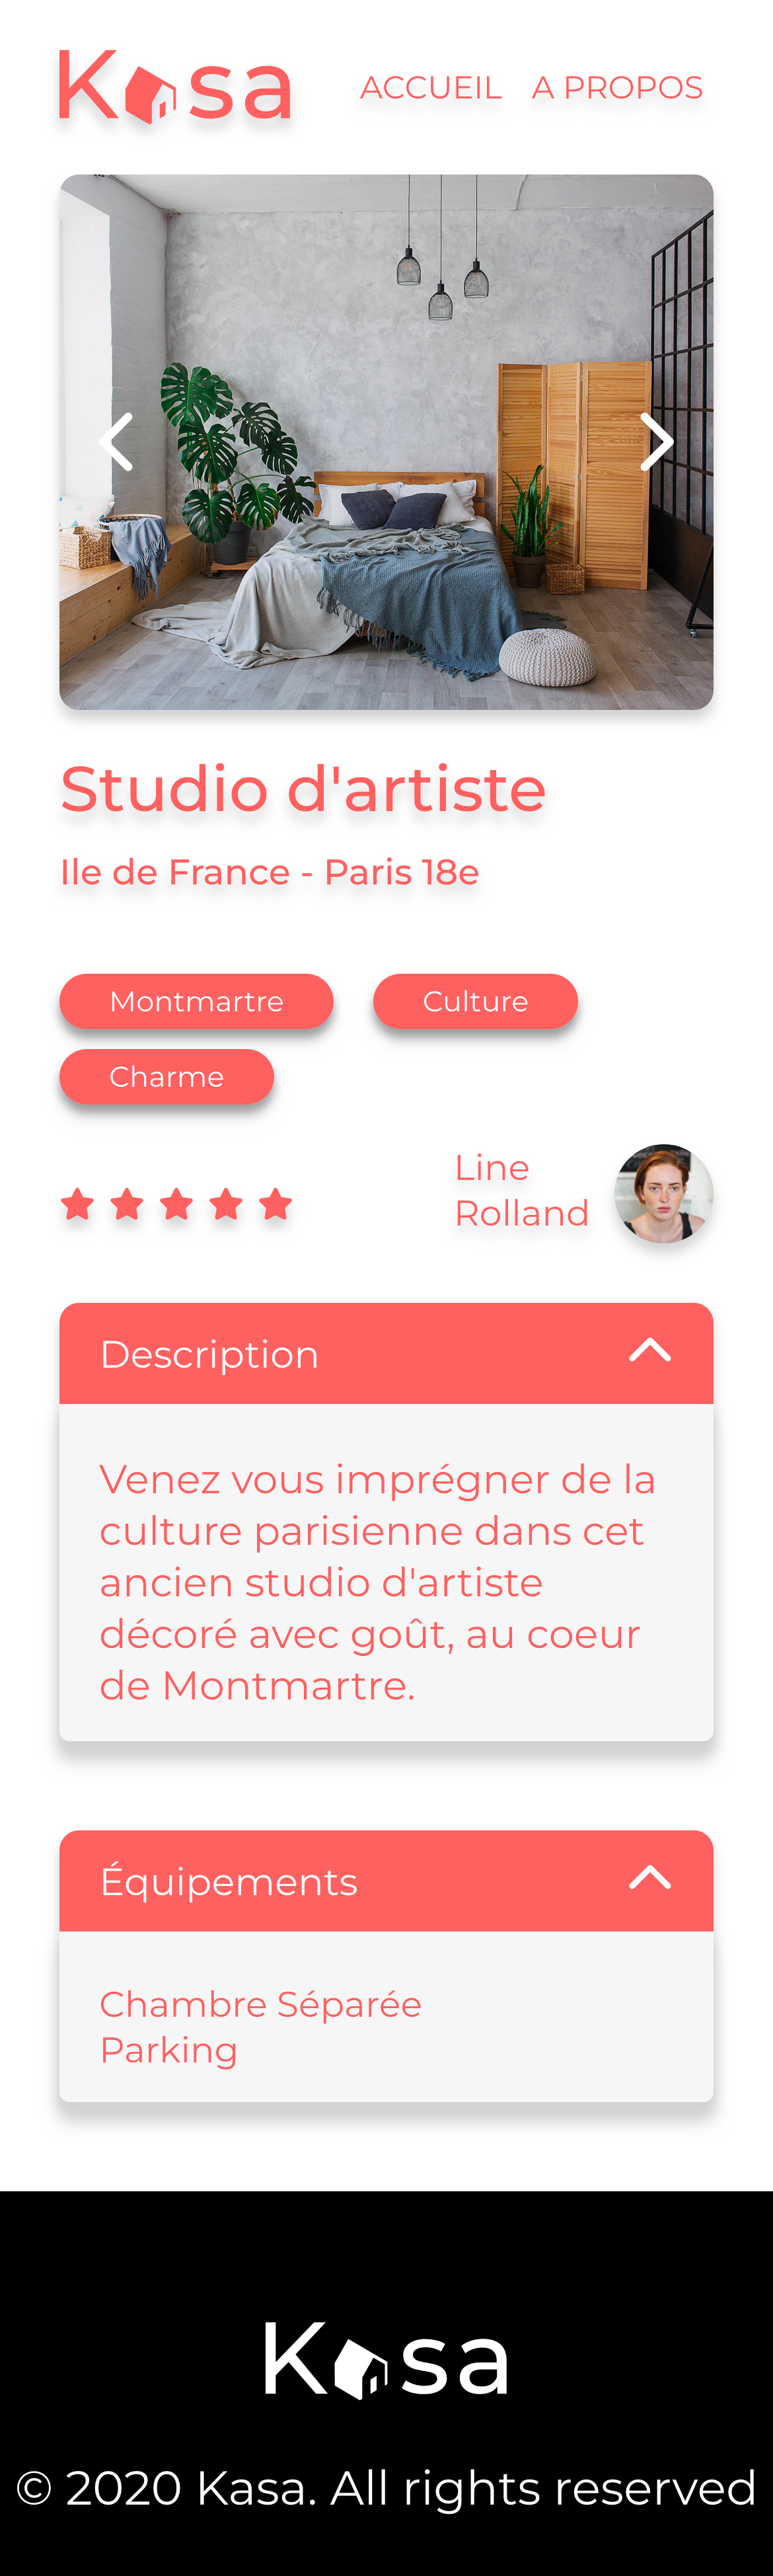 Kasa
ACCUEIL A PROPOS
Studio d'artiste
Ile de France - Paris 18e
Montmartre
Culture
Charme
Line
Rolland
Description
Venez vous imprégner de la
culture parisienne dans cet
ancien studio d'artiste
décoré avec goût, au coeur
de Montmartre.
Équipements
Chambre Séparée
Parking
Kasa
© 2020 Kasa. All rights reserved